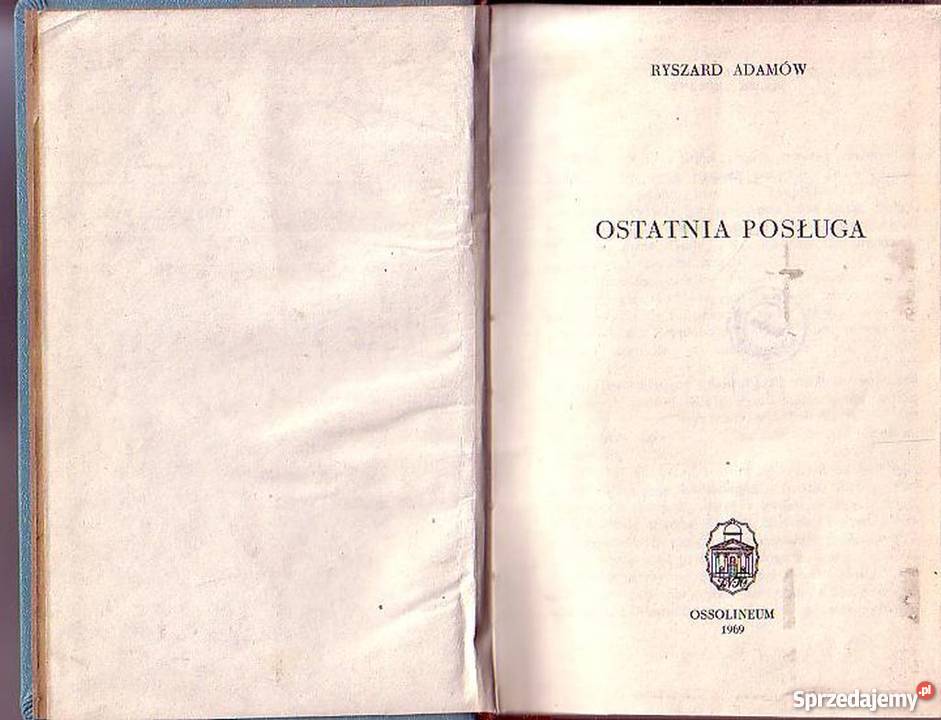 RYSZARD ADAMÓW
OSTATNIA POSŁUGA
OSSOLINEUM
1969
Sprzedajemy.pl